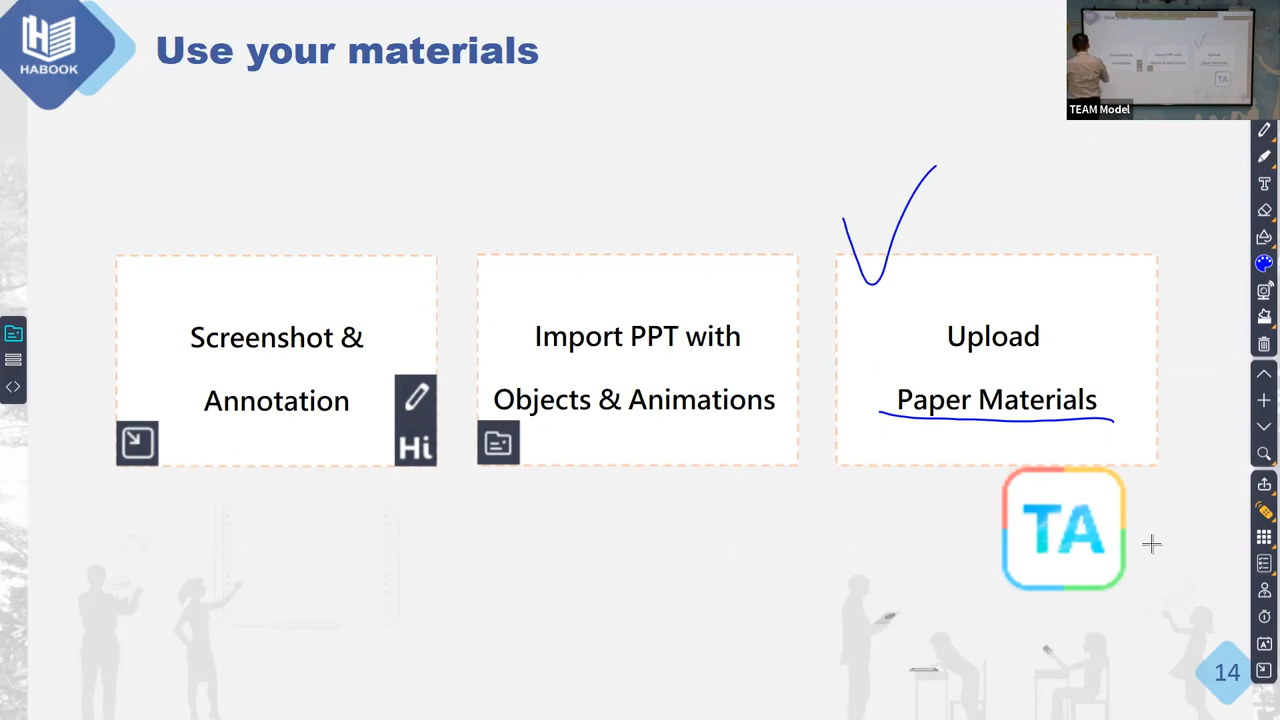 HABOOK
Use your materials
TEAM Model
Screenshot &
Annotation
Hi
Import PPT with
Objects & Animations
Upload
Paper Materials
TA
14